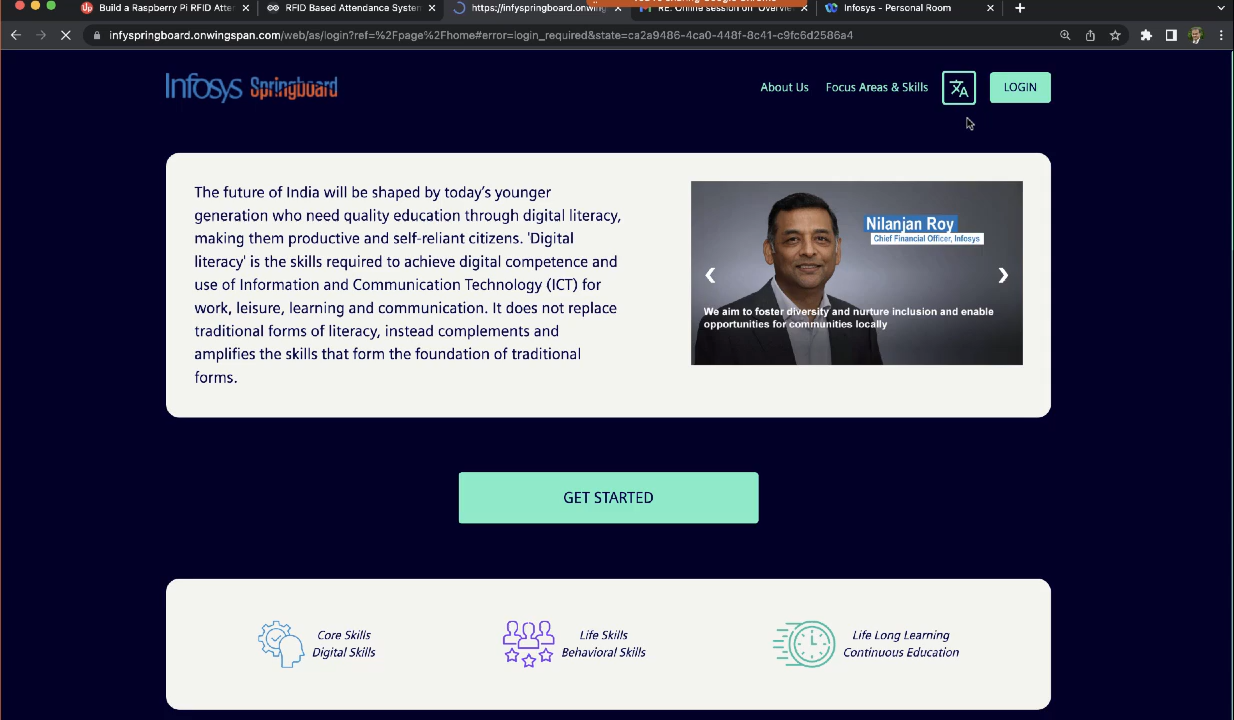 You're sharing Google Chrome
Build a Raspberry Pi RFID Atten
RFID Based Attendance System
https://infyspringboard.onwing
RE: Online session on "Overvie
Infosys - Personal Room
infyspringboard.onwingspan.com/web/as/login?ref=%2Fpage%2Fhome#error=login_required&state=ca2a9486-4ca0-448f-8c41-c9fc6d2586a4
Infosys Springboard
About Us
Focus Areas & Skills
LOGIN
The future of India will be shaped by today's younger
generation who need quality education through digital literacy,
making them productive and self-reliant citizens. 'Digital
literacy' is the skills required to achieve digital competence and
use of Information and Communication Technology (ICT) for
work, leisure, learning and communication. It does not replace
traditional forms of literacy, instead complements and
amplifies the skills that form the foundation of traditional
forms.
Nilanjan Roy
Chief Financial Officer, Infosys
We aim to foster diversity and nurture inclusion and enable
opportunities for communities locally
GET STARTED
Core Skills
Digital Skills
Life Skills
Behavioral Skills
Life Long Learning
Continuous Education